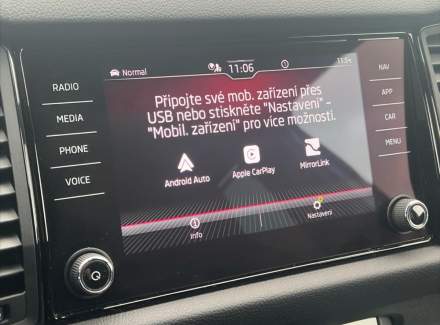 Normal
11:06
RADIO
MEDIA
PHONE
VOICE
Připojte své mob. zařízení přes
USB nebo stiskněte "Nastavení" –
"Mobil. zařízení" pro více možností.
Android Auto
Apple CarPlay
MirrorLink
Info
Nastavení
NAV
APP
CAR
MENU